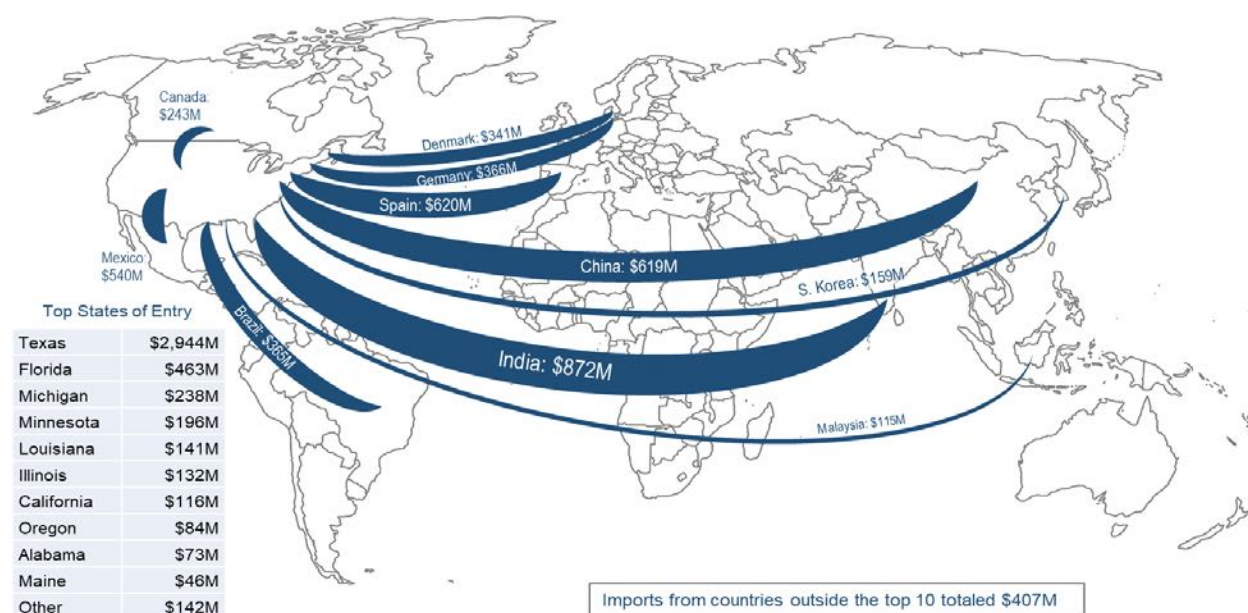 Canada:
$243M
Denmark: $341M
Germany: $366M
Spain: $620M
China: $619M
S. Korea: $159M
Mexico
$540M
Brazil: $365M
India: $872M
Malaysia: $115M
Top States of Entry
Texas $2,944M
Florida $463M
Michigan $238M
Minnesota $196M
Louisiana $141M
Illinois $132M
California $116M
Oregon $84M
Alabama $73M
Maine $46M
Other $142M
Imports from countries outside the top 10 totaled $407M